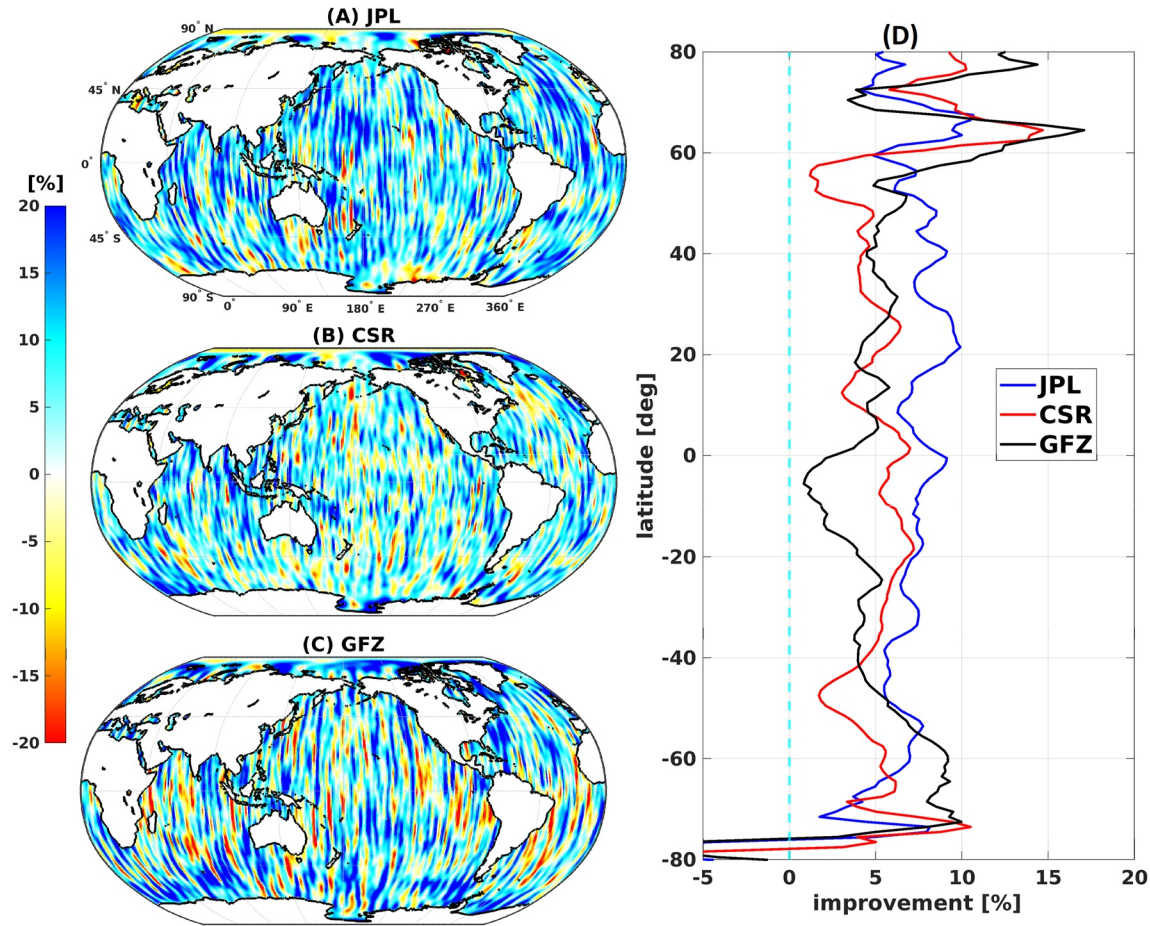 (A) JPL
90° N
45° N
0°
45° S
90° S
0°
90° E
180° E
270° E
360° E
[%]
20
15
10
5
0
-5
-10
-15
-20
(B) CSR
(C) GFZ
(D)
80
60
40
20
0
-20
-40
-60
-80
latitude [deg]
JPL
CSR
GFZ
-5
0
5
10
15
20
improvement [%]